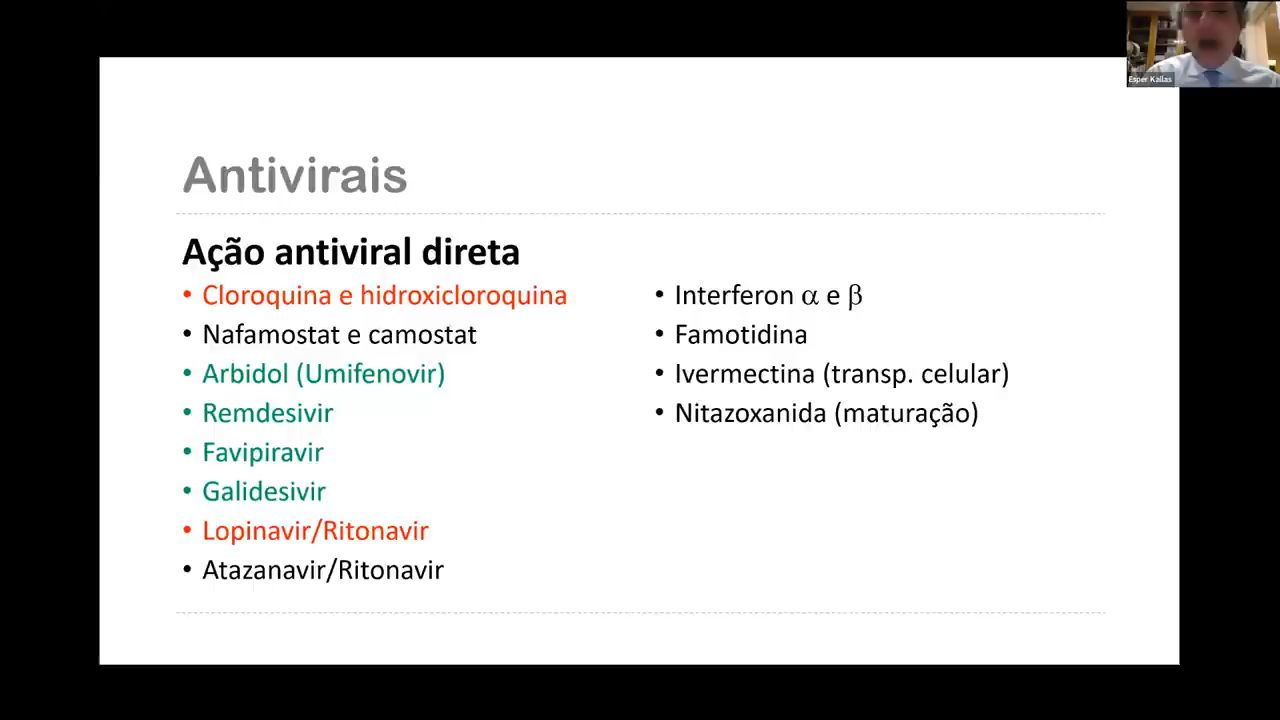 Esper Kallas
Antivirais
Ação antiviral direta
• Cloroquina e hidroxicloroquina
• Nafamostat e camostat
• Arbidol (Umifenovir)
• Remdesivir
• Favipiravir
• Galidesivir
• Lopinavir/Ritonavir
• Atazanavir/Ritonavir
• Interferon α e β
• Famotidina
• Ivermectina (transp. celular)
• Nitazoxanida (maturação)